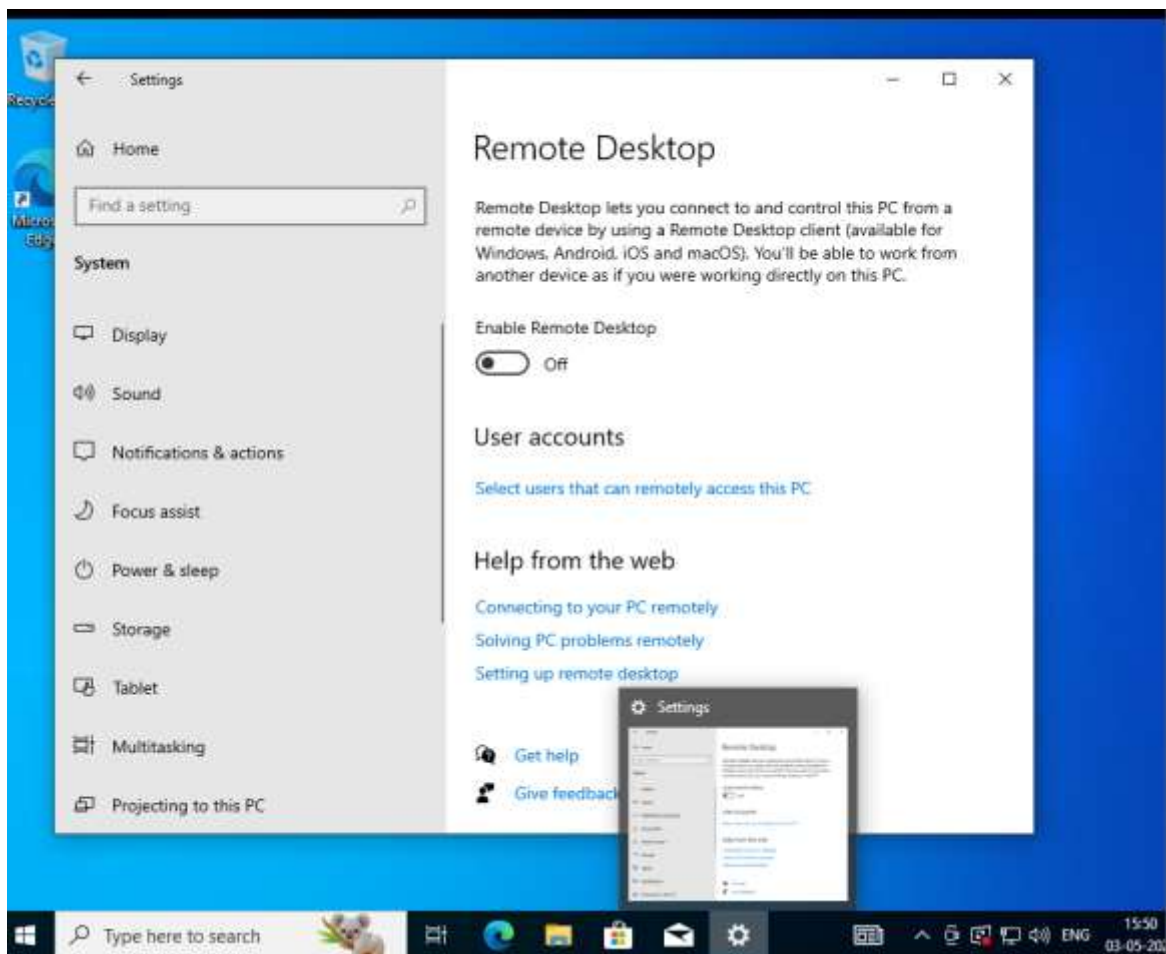 Settings
Home
Find a setting
System
Display
Sound
Notifications & actions
Focus assist
Power & sleep
Storage
Tablet
Multitasking
Projecting to this PC
Remote Desktop
Remote Desktop lets you connect to and control this PC from a
remote device by using a Remote Desktop client (available for
Windows, Android, iOS and macOS). You'll be able to work from
another device as if you were working directly on this PC.
Enable Remote Desktop
Off
User accounts
Select users that can remotely access this PC
Help from the web
Connecting to your PC remotely
Solving PC problems remotely
Setting up remote desktop
Get help
Give feedback
Settings
Remote Desktop
Type here to search
ENG
15:50
03-05-202